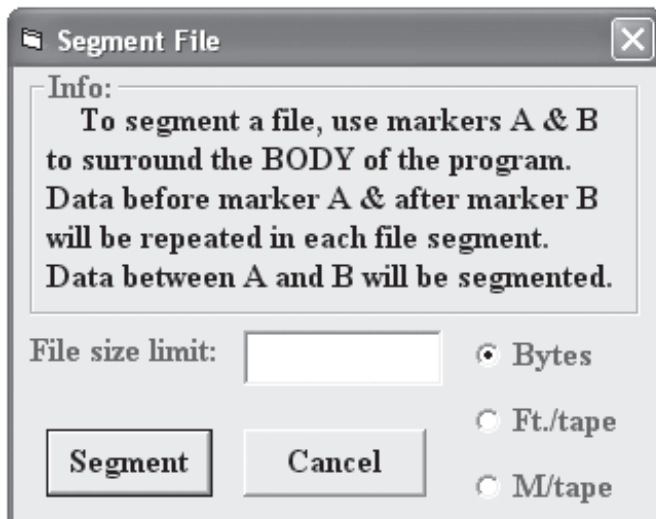 Segment File
Info:
To segment a file, use markers A & B
to surround the BODY of the program.
Data before marker A & after marker B
will be repeated in each file segment.
Data between A and B will be segmented.
File size limit:
Bytes
Ft./tape
Segment
Cancel
M/tape